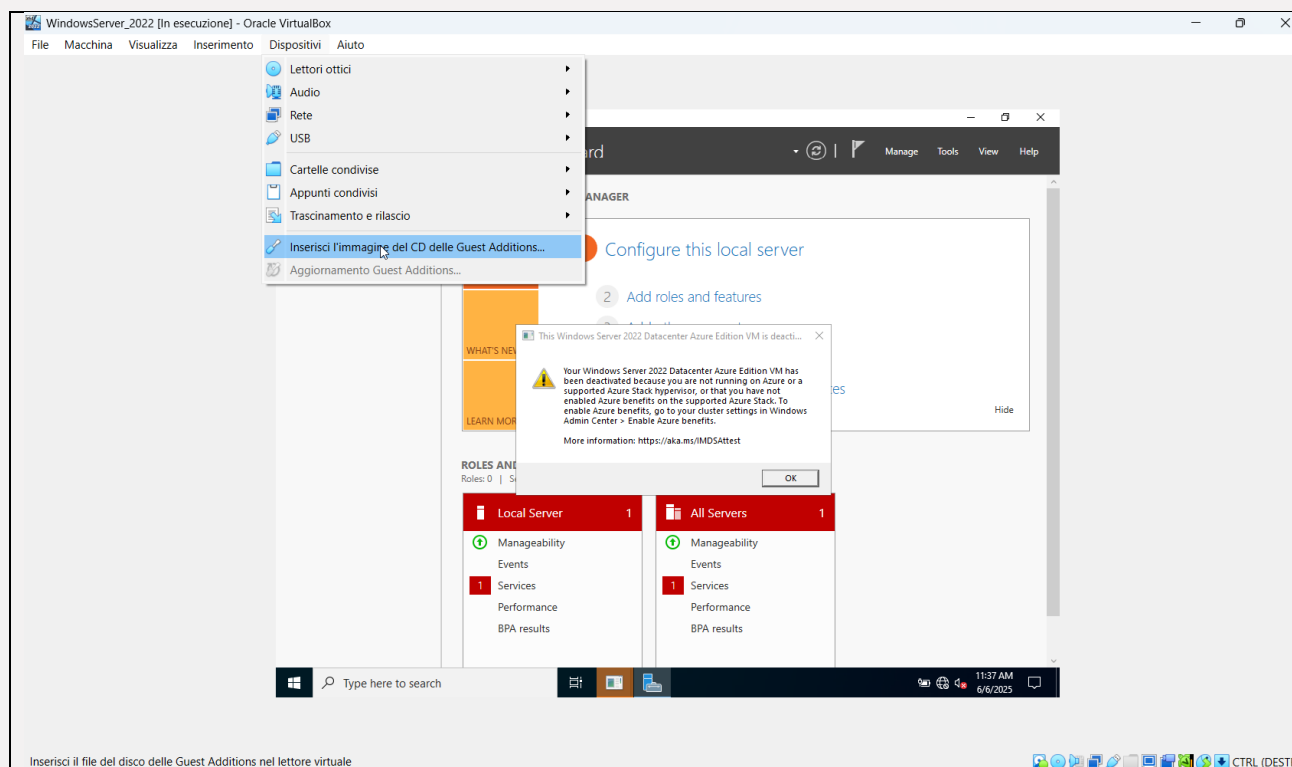 WindowsServer_2022 [In esecuzione] - Oracle VirtualBox
File Macchina Visualizza Inserimento Dispositivi Aiuto
Lettori ottici
Audio
Rete
USB
Cartelle condivise
Appunti condivisi
Trascinamento e rilascio
Inserisci l'immagine del CD delle Guest Additions...
Aggiornamento Guest Additions...
Manage Tools View Help
Configure this local server
2 Add roles and features
This Windows Server 2022 Datacenter Azure Edition VM is deacti...
Your Windows Server 2022 Datacenter Azure Edition VM has
been deactivated because you are not running on Azure or a
supported Azure Stack hypervisor, or that you have not
enabled Azure benefits on the supported Azure Stack. To
enable Azure benefits, go to your cluster settings in Windows
Admin Center > Enable Azure benefits.
More information: https://aka.ms/IMDSAttest
OK
WHAT'S
Hide
ROLES
Roles: 0 |
Local Server 1
Manageability
Events
1 Services
Performance
BPA results
All Servers 1
Manageability
Events
1 Services
Performance
BPA results
Type here to search
11:37 AM
6/6/2025
Inserisci il file del disco delle Guest Additions nel lettore virtuale
CTRL